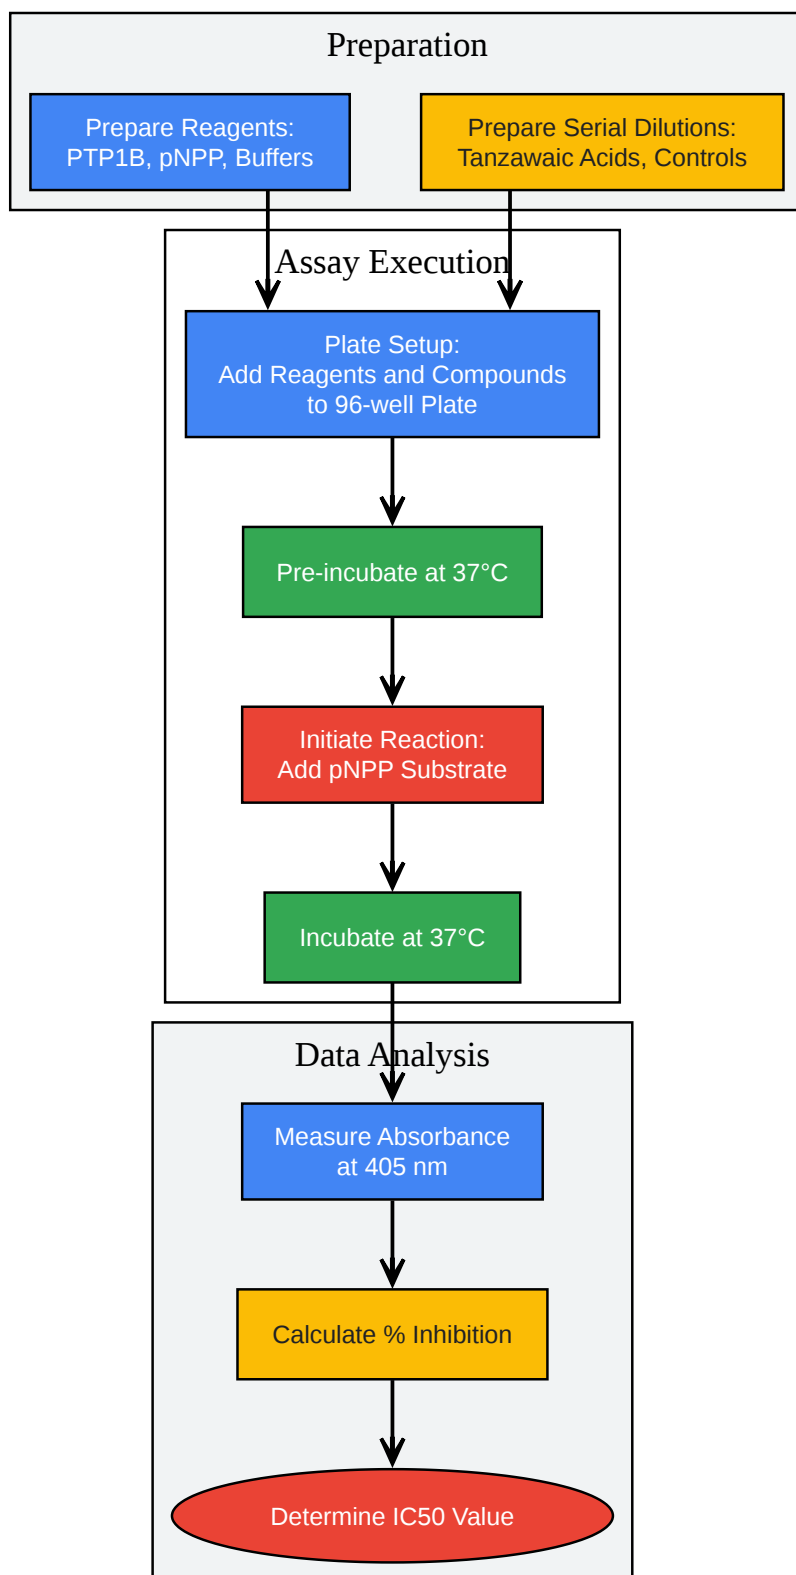 Preparation
Prepare Reagents:
PTP1B, pNPP, Buffers
Prepare Serial Dilutions:
Tanzawaic Acids, Controls
Assay Execution
Plate Setup:
Add Reagents and Compounds
to 96-well Plate
Pre-incubate at 37°C
Initiate Reaction:
Add pNPP Substrate
Incubate at 37°C
Data Analysis
Measure Absorbance
at 405 nm
Calculate % Inhibition
Determine IC50 Value